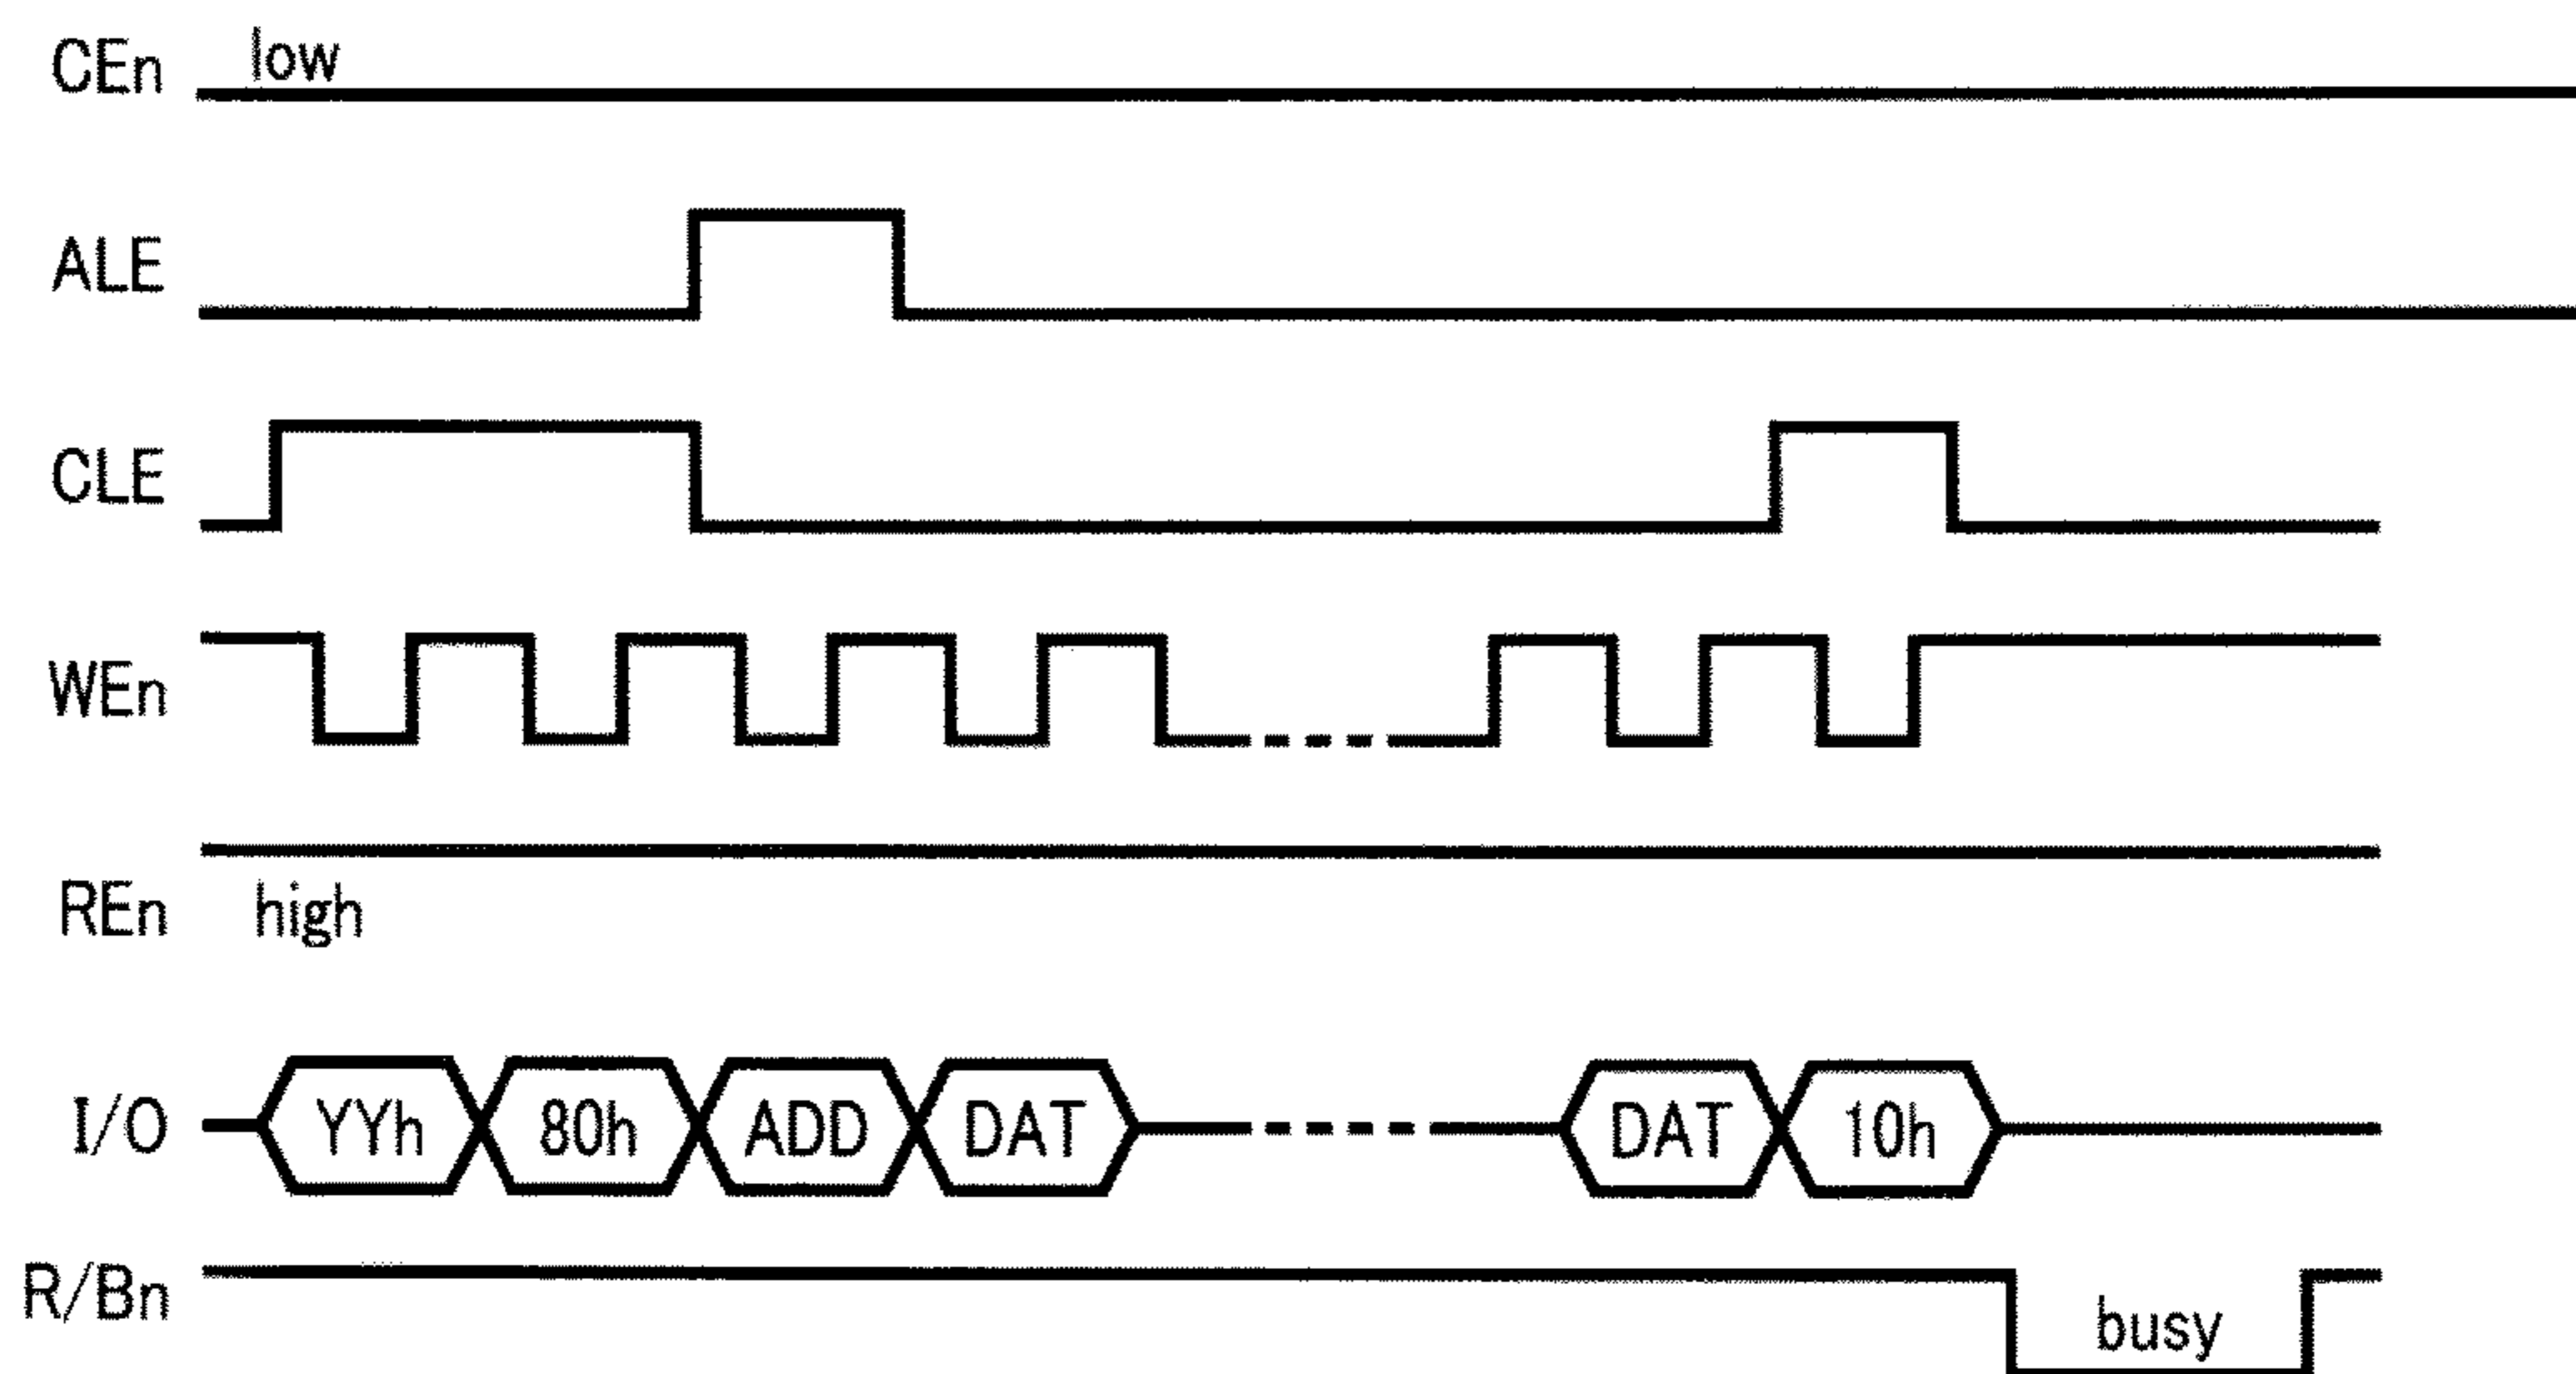 CEn low
ALE
CLE
WEn
REn high
I/O YYh 80h ADD DAT DAT 10h
R/Bn busy